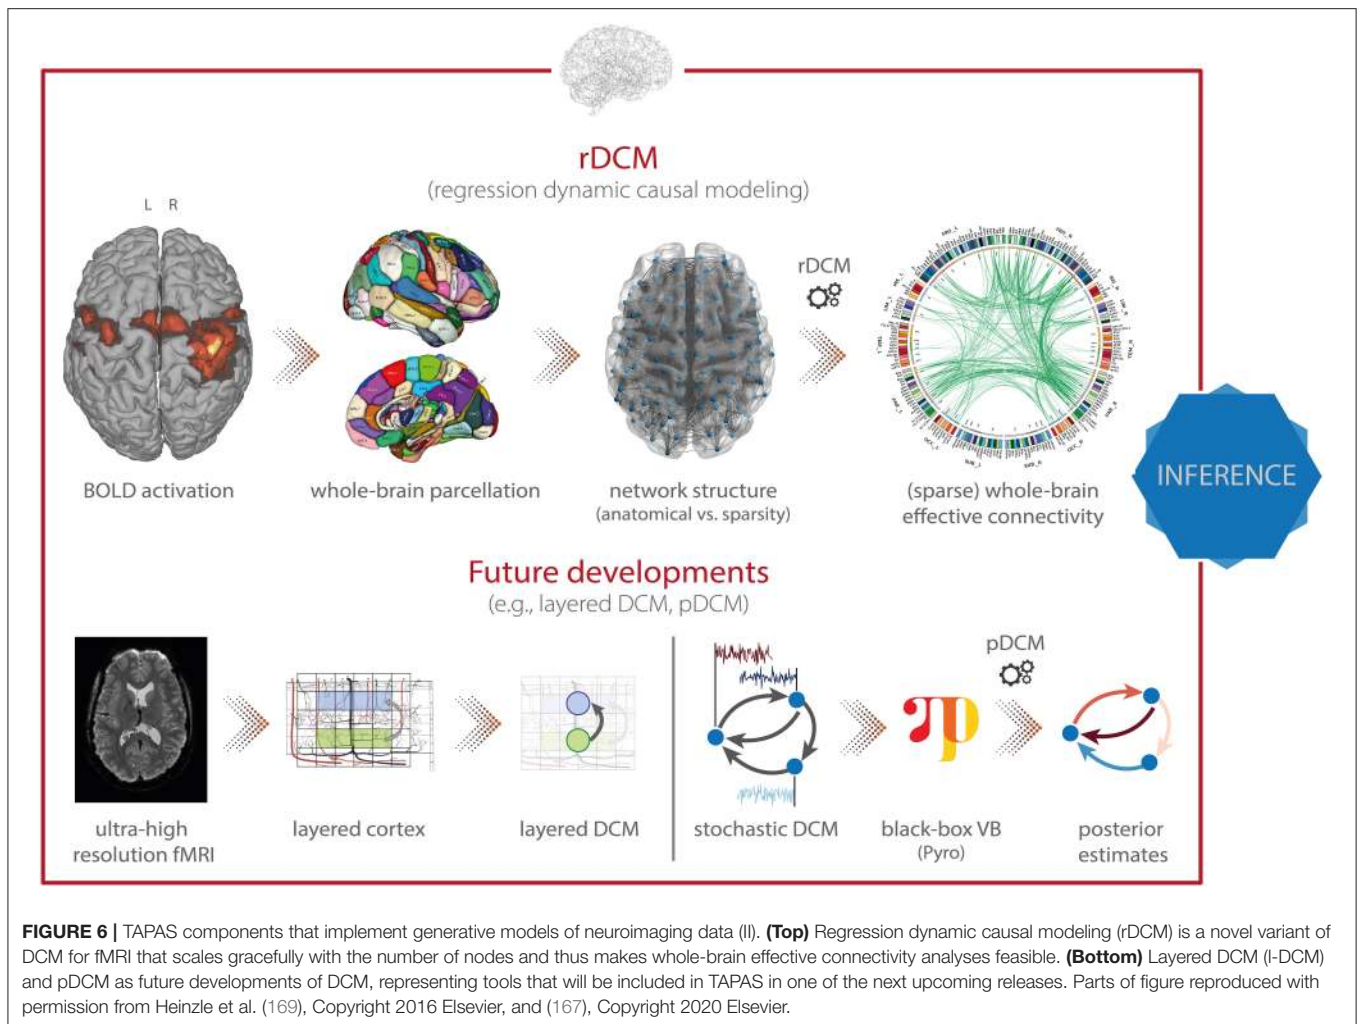 rDCM
(regression dynamic causal modeling)
L R
rDCM
BOLD activation
whole-brain parcellation
network structure
(anatomical vs. sparsity)
(sparse) whole-brain
effective connectivity
INFERENCE
Future developments
(e.g., layered DCM, pDCM)
pDCM
ultra-high
resolution fMRI
layered cortex
layered DCM
stochastic DCM
black-box VB
(Pyro)
posterior
estimates
FIGURE 6 | TAPAS components that implement generative models of neuroimaging data (II). (Top) Regression dynamic causal modeling (rDCM) is a novel variant of
DCM for fMRI that scales gracefully with the number of nodes and thus makes whole-brain effective connectivity analyses feasible. (Bottom) Layered DCM (l-DCM)
and pDCM as future developments of DCM, representing tools that will be included in TAPAS in one of the next upcoming releases. Parts of figure reproduced with
permission from Heinzle et al. (169), Copyright 2016 Elsevier, and (167), Copyright 2020 Elsevier.